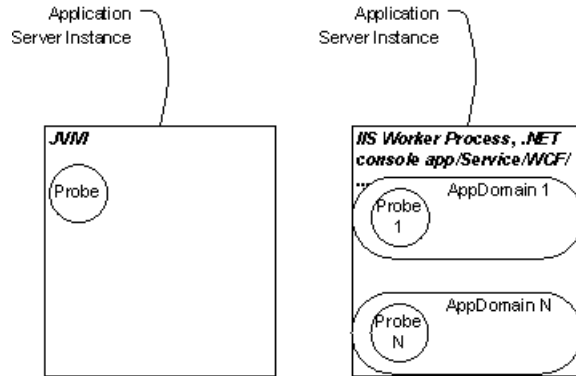 Application
Server Instance
JVM
Probe
Application
Server Instance
IIS Worker Process, .NET
console app/Service/WCF/
...
AppDomain 1
Probe
1
AppDomain N
Probe
N